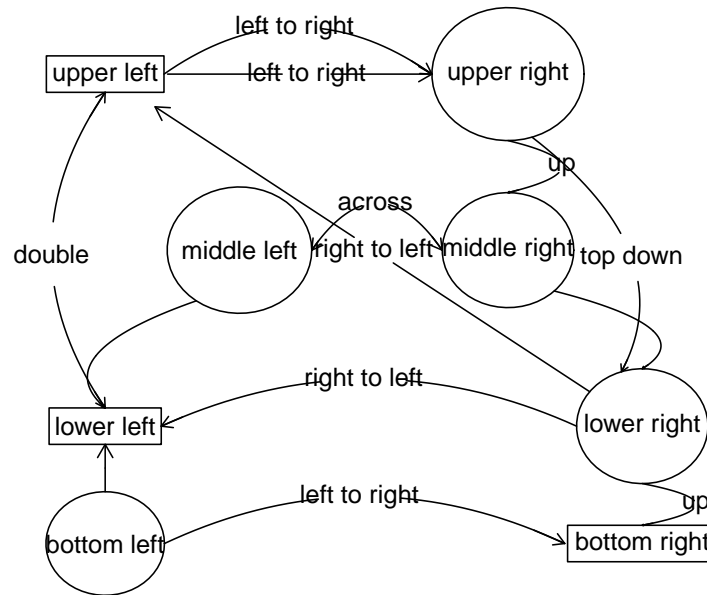 left to right
upper left
left to right
upper right
up
across
middle left
right to left
middle right
top down
double
right to left
lower left
lower right
left to right
up
bottom left
bottom right